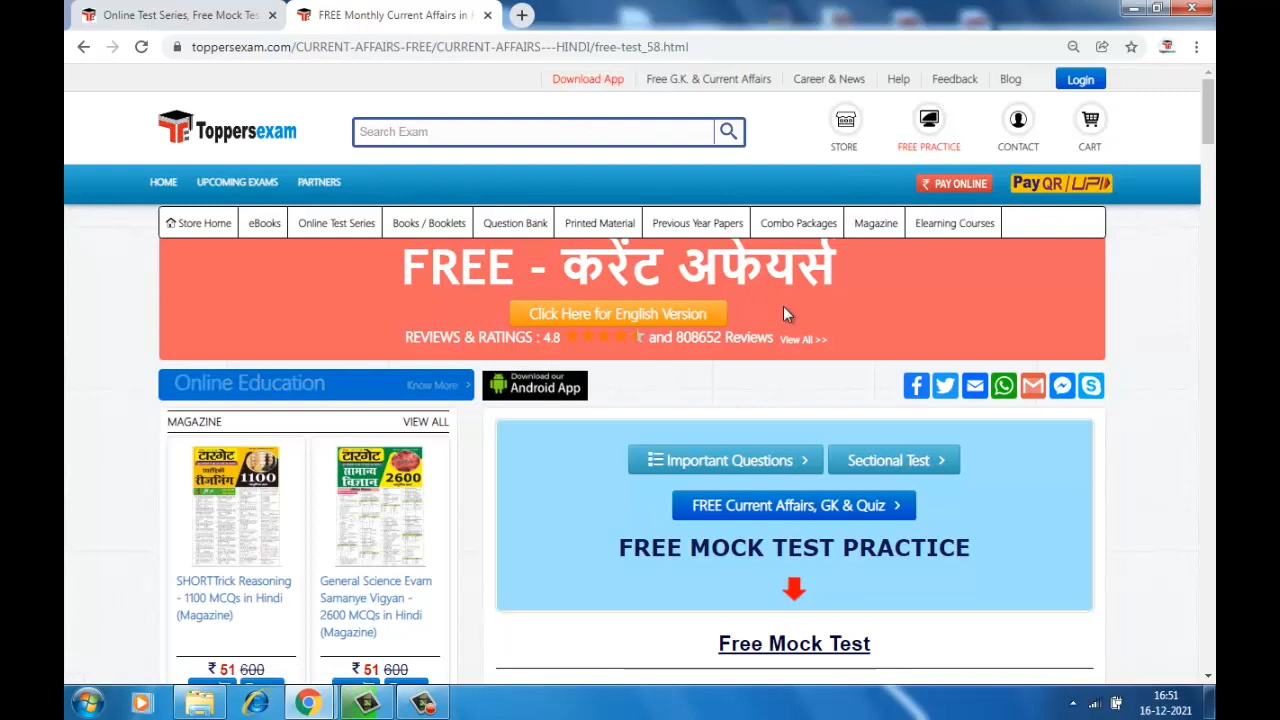 Online Test Series, Free Mock Tes
FREE Monthly Current Affairs in
toppersexam.com/CURRENT-AFFAIRS-FREE/CURRENT-AFFAIRS---HINDI/free-test_58.html
Download App
Free G.K. & Current Affairs
Career & News
Help
Feedback
Blog
Login
Toppersexam
Search Exam
STORE
FREE PRACTICE
CONTACT
CART
HOME
UPCOMING EXAMS
PARTNERS
₹ PAY ONLINE
Pay QR / UPI
Store Home
eBooks
Online Test Series
Books / Booklets
Question Bank
Printed Material
Previous Year Papers
Combo Packages
Magazine
Elearning Courses
FREE - करेंट अफेयर्स
Click Here for English Version
REVIEWS & RATINGS : 4.8 and 808652 Reviews View All >>
Online Education
Know More >
Download our
Android App
MAGAZINE
VIEW ALL
टारगेट
रीजनिंग 1100
SHORTTrick Reasoning
- 1100 MCQs in Hindi
(Magazine)
₹ 51 600
टारगेट
सामान्य
विज्ञान 2600
General Science Evam
Samanye Vigyan -
2600 MCQs in Hindi
(Magazine)
₹ 51 600
Important Questions >
Sectional Test >
FREE Current Affairs, GK & Quiz >
FREE MOCK TEST PRACTICE
Free Mock Test
16:51
16-12-2021